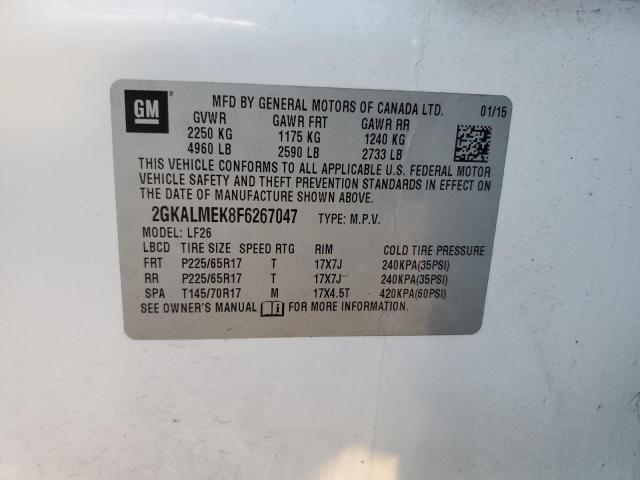 GM ®
MFD BY GENERAL MOTORS OF CANADA LTD. 01/15
GVWR GAWR FRT GAWR RR
2250 KG 1175 KG 1240 KG
4960 LB 2590 LB 2733 LB
THIS VEHICLE CONFORMS TO ALL APPLICABLE U.S. FEDERAL MOTOR
VEHICLE SAFETY AND THEFT PREVENTION STANDARDS IN EFFECT ON
THE DATE OF MANUFACTURE SHOWN ABOVE.
2GKALMEK8F6267047 TYPE: M.P.V.
MODEL: LF26
LBCD TIRE SIZE SPEED RTG RIM COLD TIRE PRESSURE
FRT P225/65R17 T 17X7J 240KPA(35PSI)
RR P225/65R17 T 17X7J 240KPA(35PSI)
SPA T145/70R17 M 17X4.5T 420KPA(60PSI)
SEE OWNER'S MANUAL FOR MORE INFORMATION.